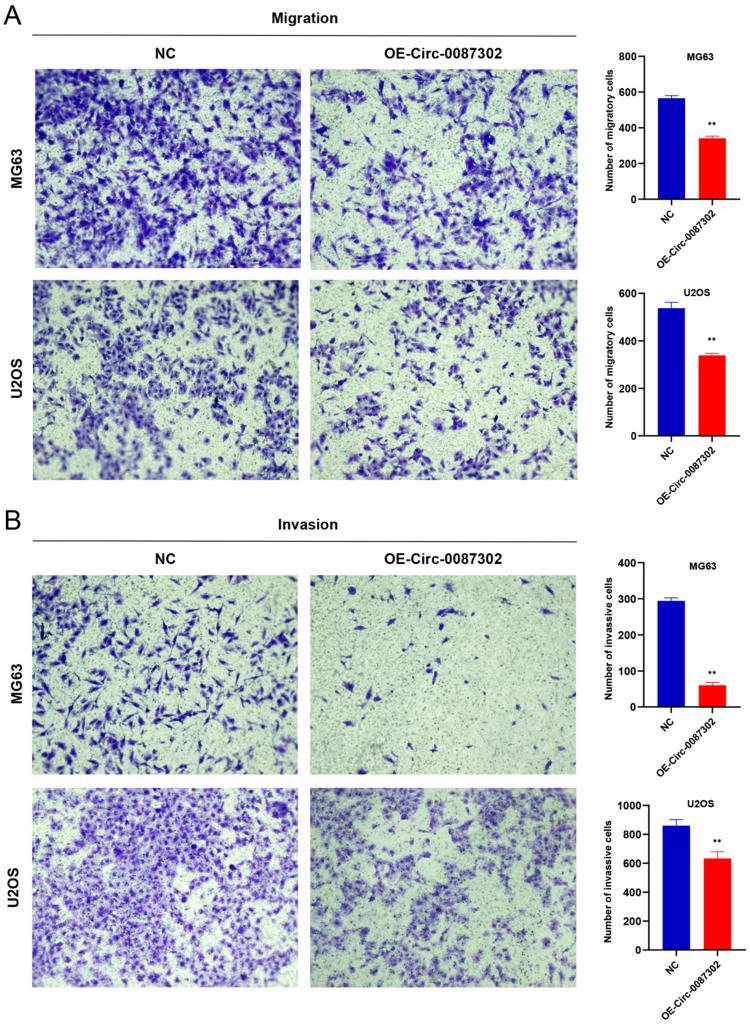 A
Migration
NC
OE-Circ-0087302
MG63
U2OS
MG63
Number of migratory cells
800
600
400
200
0
**
NC
OE-Circ-0087302
U2OS
Number of migratory cells
600
400
200
0
**
NC
OE-Circ-0087302
B
Invasion
NC
OE-Circ-0087302
MG63
U2OS
MG63
Number of invassive cells
400
300
200
100
0
**
NC
OE-Circ-0087302
U2OS
Number of invassive cells
1000
800
600
400
200
0
**
NC
OE-Circ-0087302